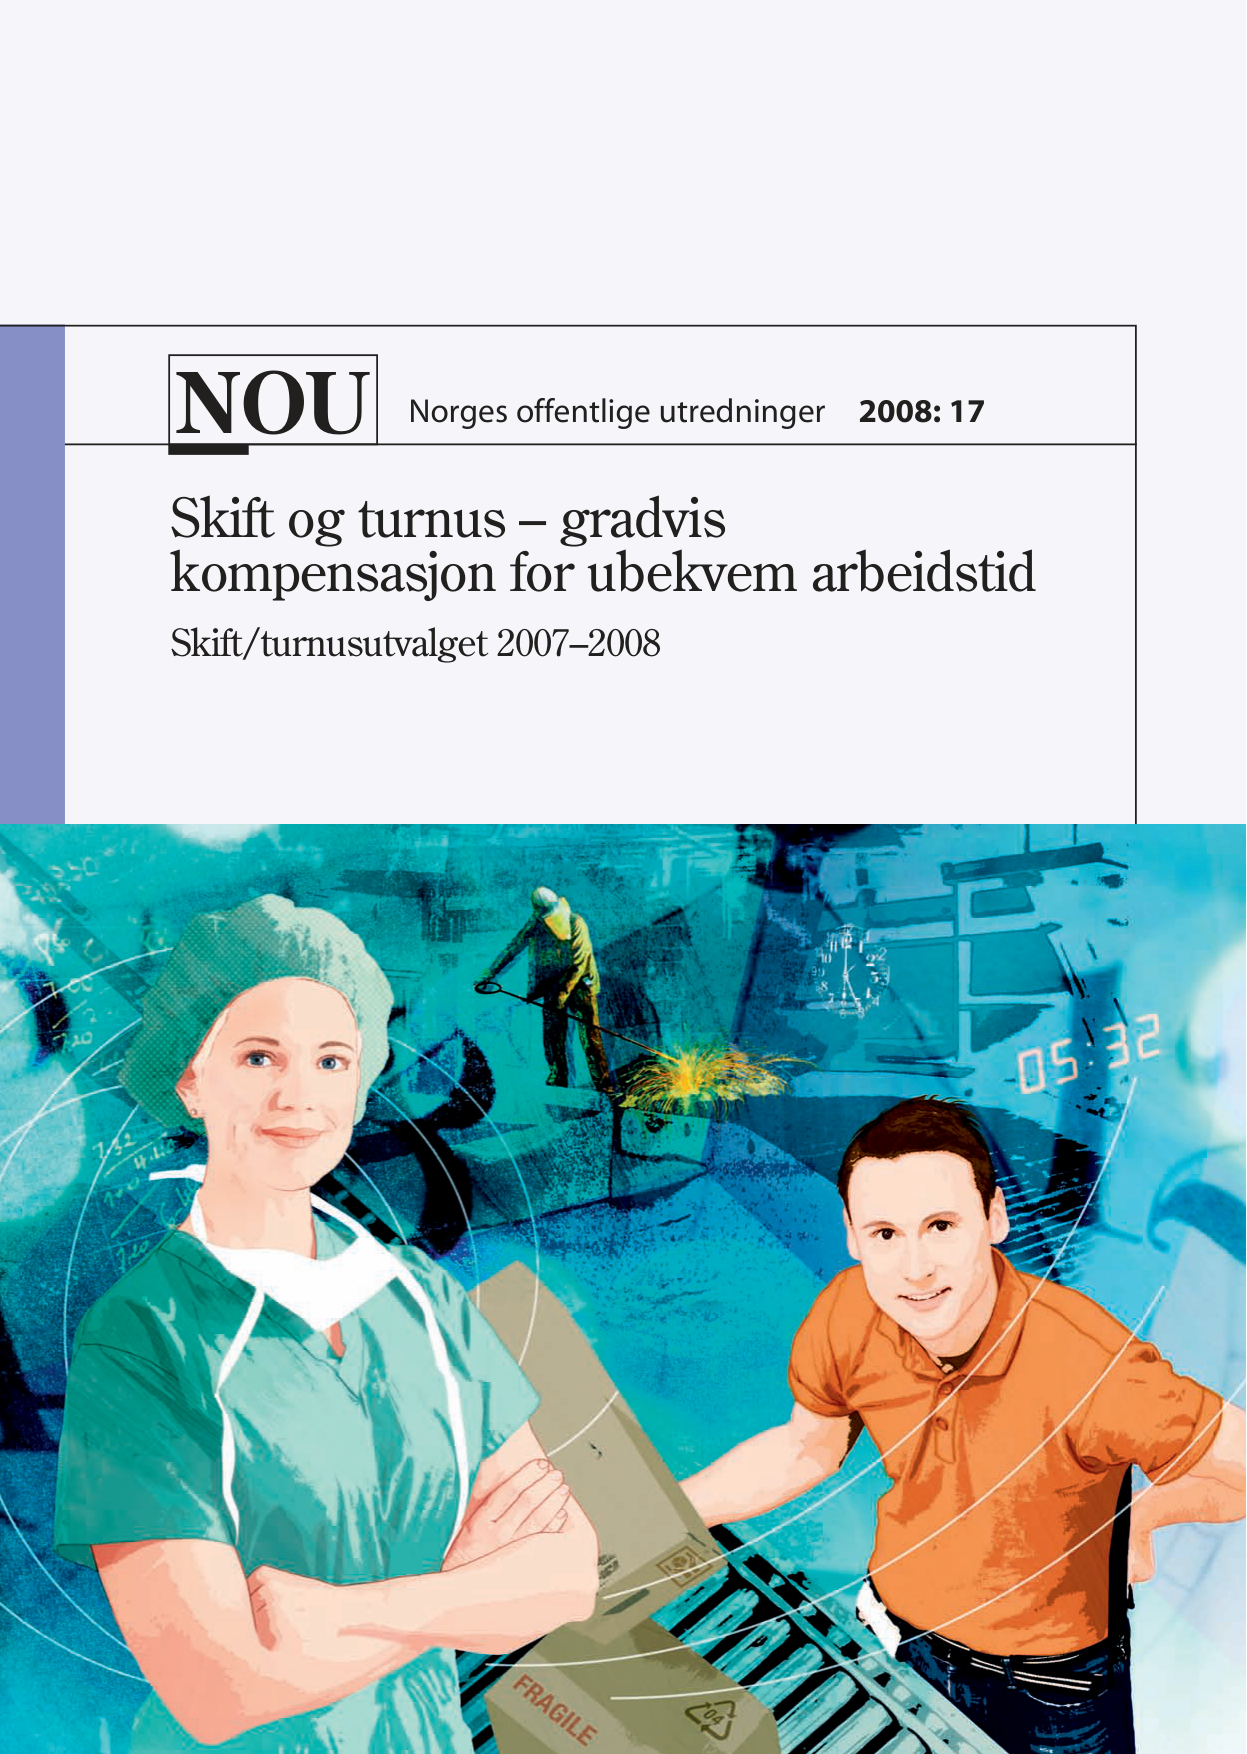 NOU
Norges offentlige utredninger 2008: 17
Skift og turnus – gradvis
kompensasjon for ubekvem arbeidstid
Skift/turnusutvalget 2007–2008
05:32
FRAGILE
04